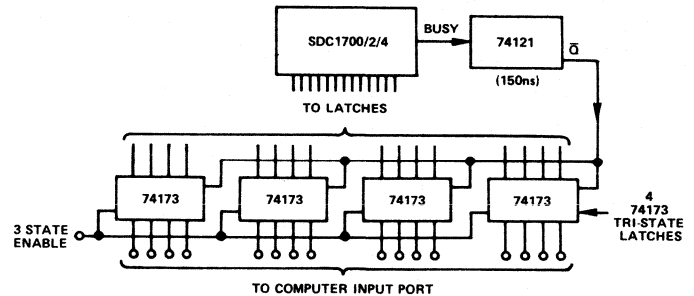 SDC1700/2/4
BUSY
74121
Q̅
(150ns)
TO LATCHES
74173
74173
74173
74173
4
74173
TRI-STATE
LATCHES
3 STATE
ENABLE
TO COMPUTER INPUT PORT